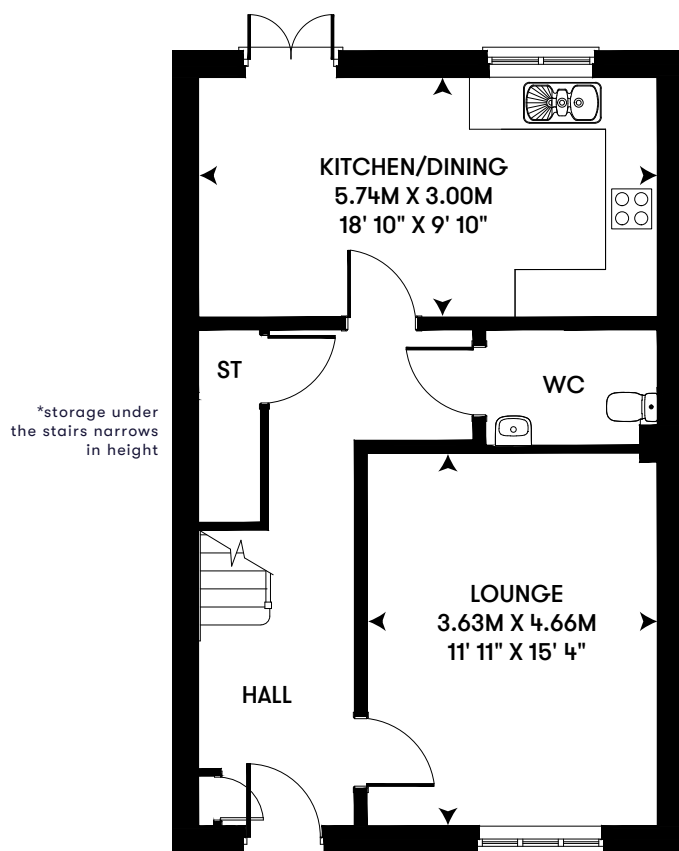 KITCHEN/DINING
5.74M X 3.00M
18' 10" X 9' 10"
ST
WC
*storage under
the stairs narrows
in height
LOUNGE
3.63M X 4.66M
11' 11" X 15' 4"
HALL